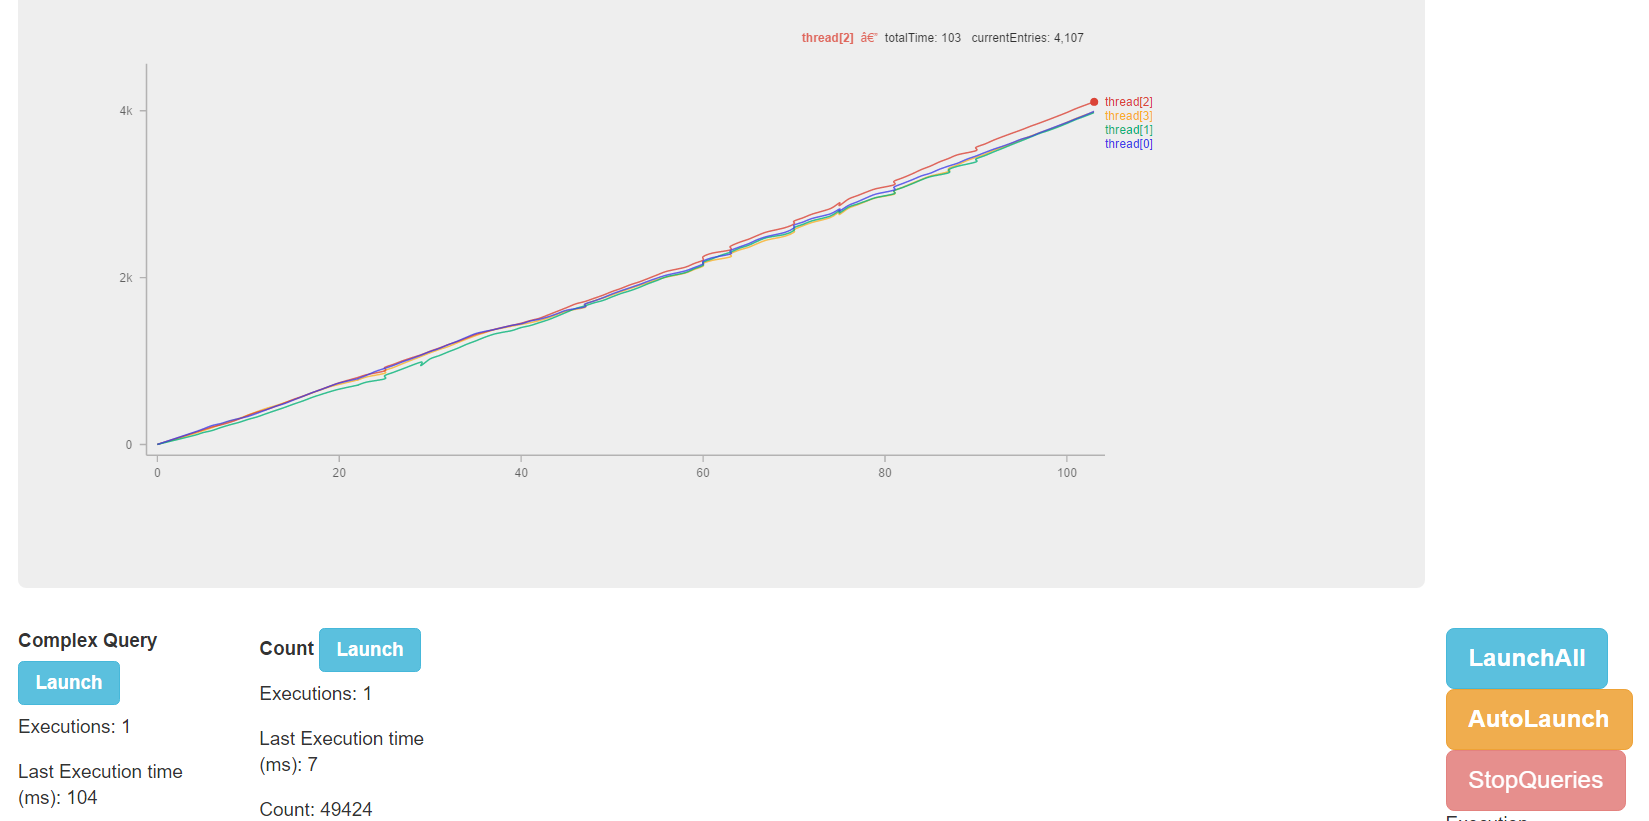 thread[2] â€" totalTime: 103 currentEntries: 4,107
4k
2k
0
thread[2]
thread[3]
thread[1]
thread[0]
0 20 40 60 80 100
Complex Query
Launch
Executions: 1
Last Execution time
(ms): 104
Count Launch
Executions: 1
Last Execution time
(ms): 7
Count: 49424
LaunchAll
AutoLaunch
StopQueries
Execution